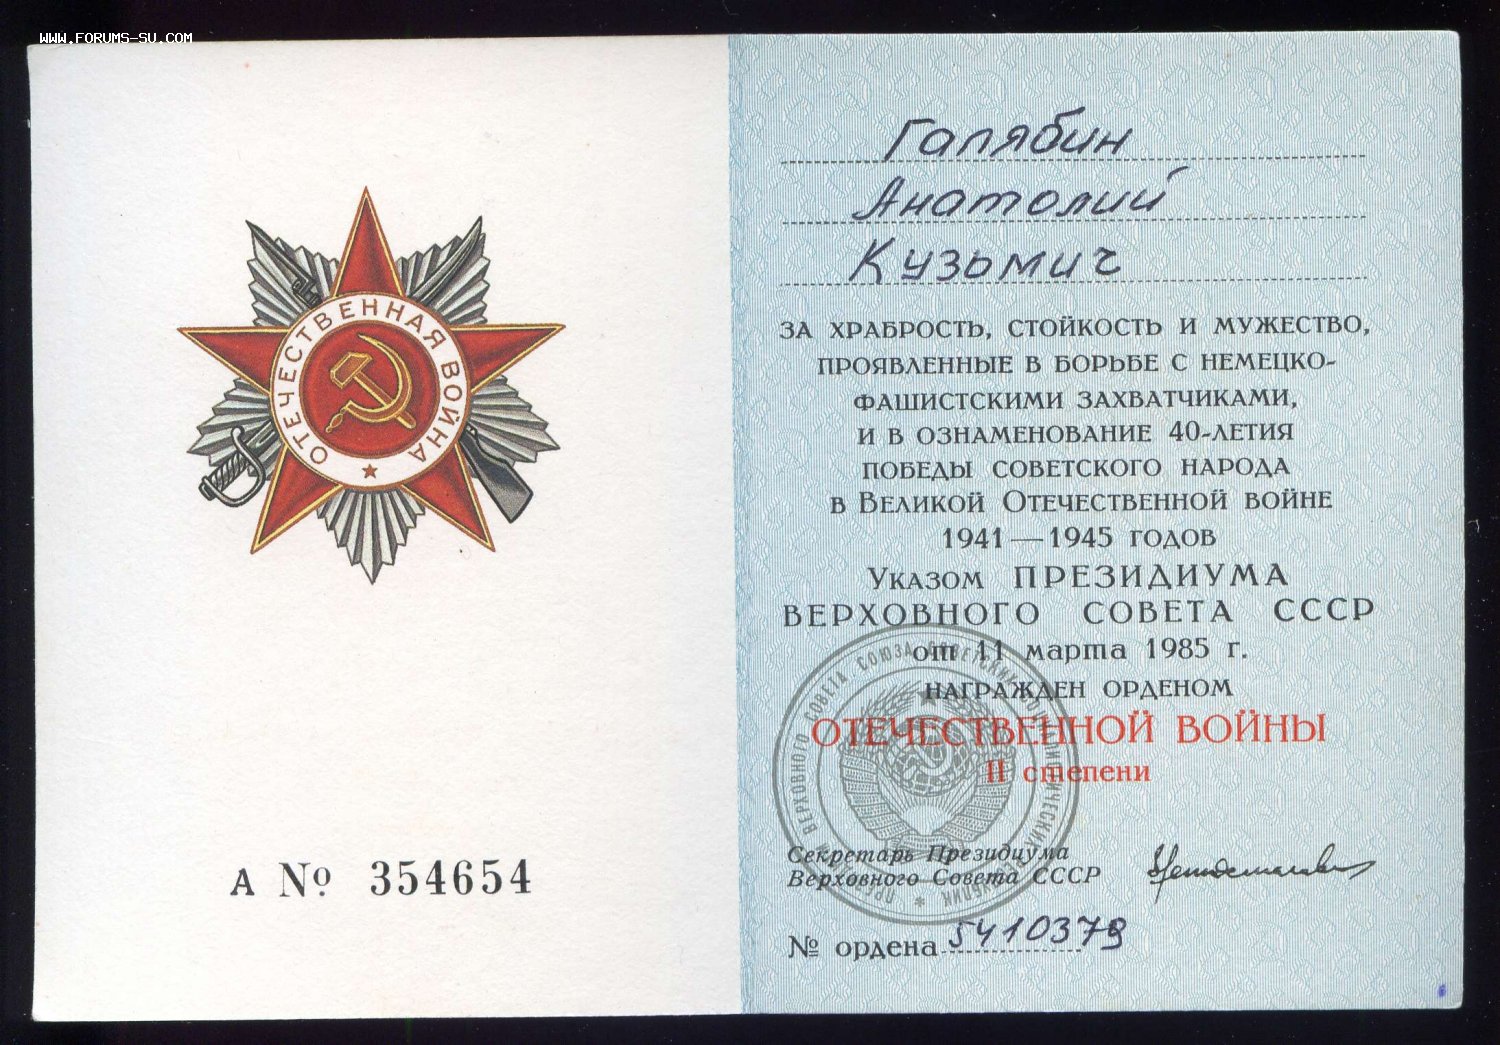 WWW.FORUMS-SU.COM
ОТЕЧЕСТВЕННАЯ ВОЙНА
А № 354654
Галябин
Анатолий
Кузьмич
ЗА ХРАБРОСТЬ, СТОЙКОСТЬ И МУЖЕСТВО,
ПРОЯВЛЕННЫЕ В БОРЬБЕ С НЕМЕЦКО-
ФАШИСТСКИМИ ЗАХВАТЧИКАМИ,
И В ОЗНАМЕНОВАНИЕ 40-ЛЕТИЯ
ПОБЕДЫ СОВЕТСКОГО НАРОДА
В ВЕЛИКОЙ ОТЕЧЕСТВЕННОЙ ВОЙНЕ
1941—1945 ГОДОВ
УКАЗОМ ПРЕЗИДИУМА
ВЕРХОВНОГО СОВЕТА СССР
от 11 марта 1985 г.
НАГРАЖДЕН ОРДЕНОМ
ОТЕЧЕСТВЕННОЙ ВОЙНЫ
II степени
Секретарь Президиума
Верховного Совета СССР
№ ордена 5410379